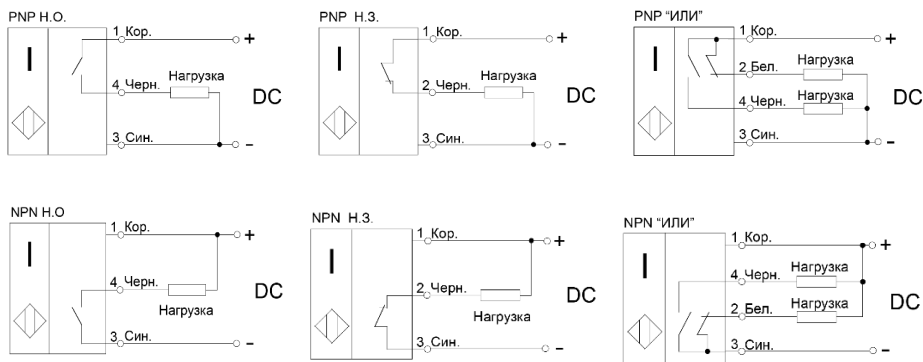 PNP Н.О.
1 Кор.
+
4 Черн.
Нагрузка
DC
3 Син.
-
PNP Н.З.
1 Кор.
+
2 Черн.
Нагрузка
DC
3 Син.
-
PNP “ИЛИ”
1 Кор.
+
2 Бел.
Нагрузка
4 Черн.
Нагрузка
DC
3 Син.
-
NPN Н.О
1 Кор.
+
4 Черн.
Нагрузка
DC
3 Син.
-
NPN Н.З.
1 Кор.
+
2 Черн.
Нагрузка
DC
3 Син.
-
NPN “ИЛИ”
1 Кор.
+
4 Черн.
Нагрузка
2 Бел.
Нагрузка
DC
3 Син.
-